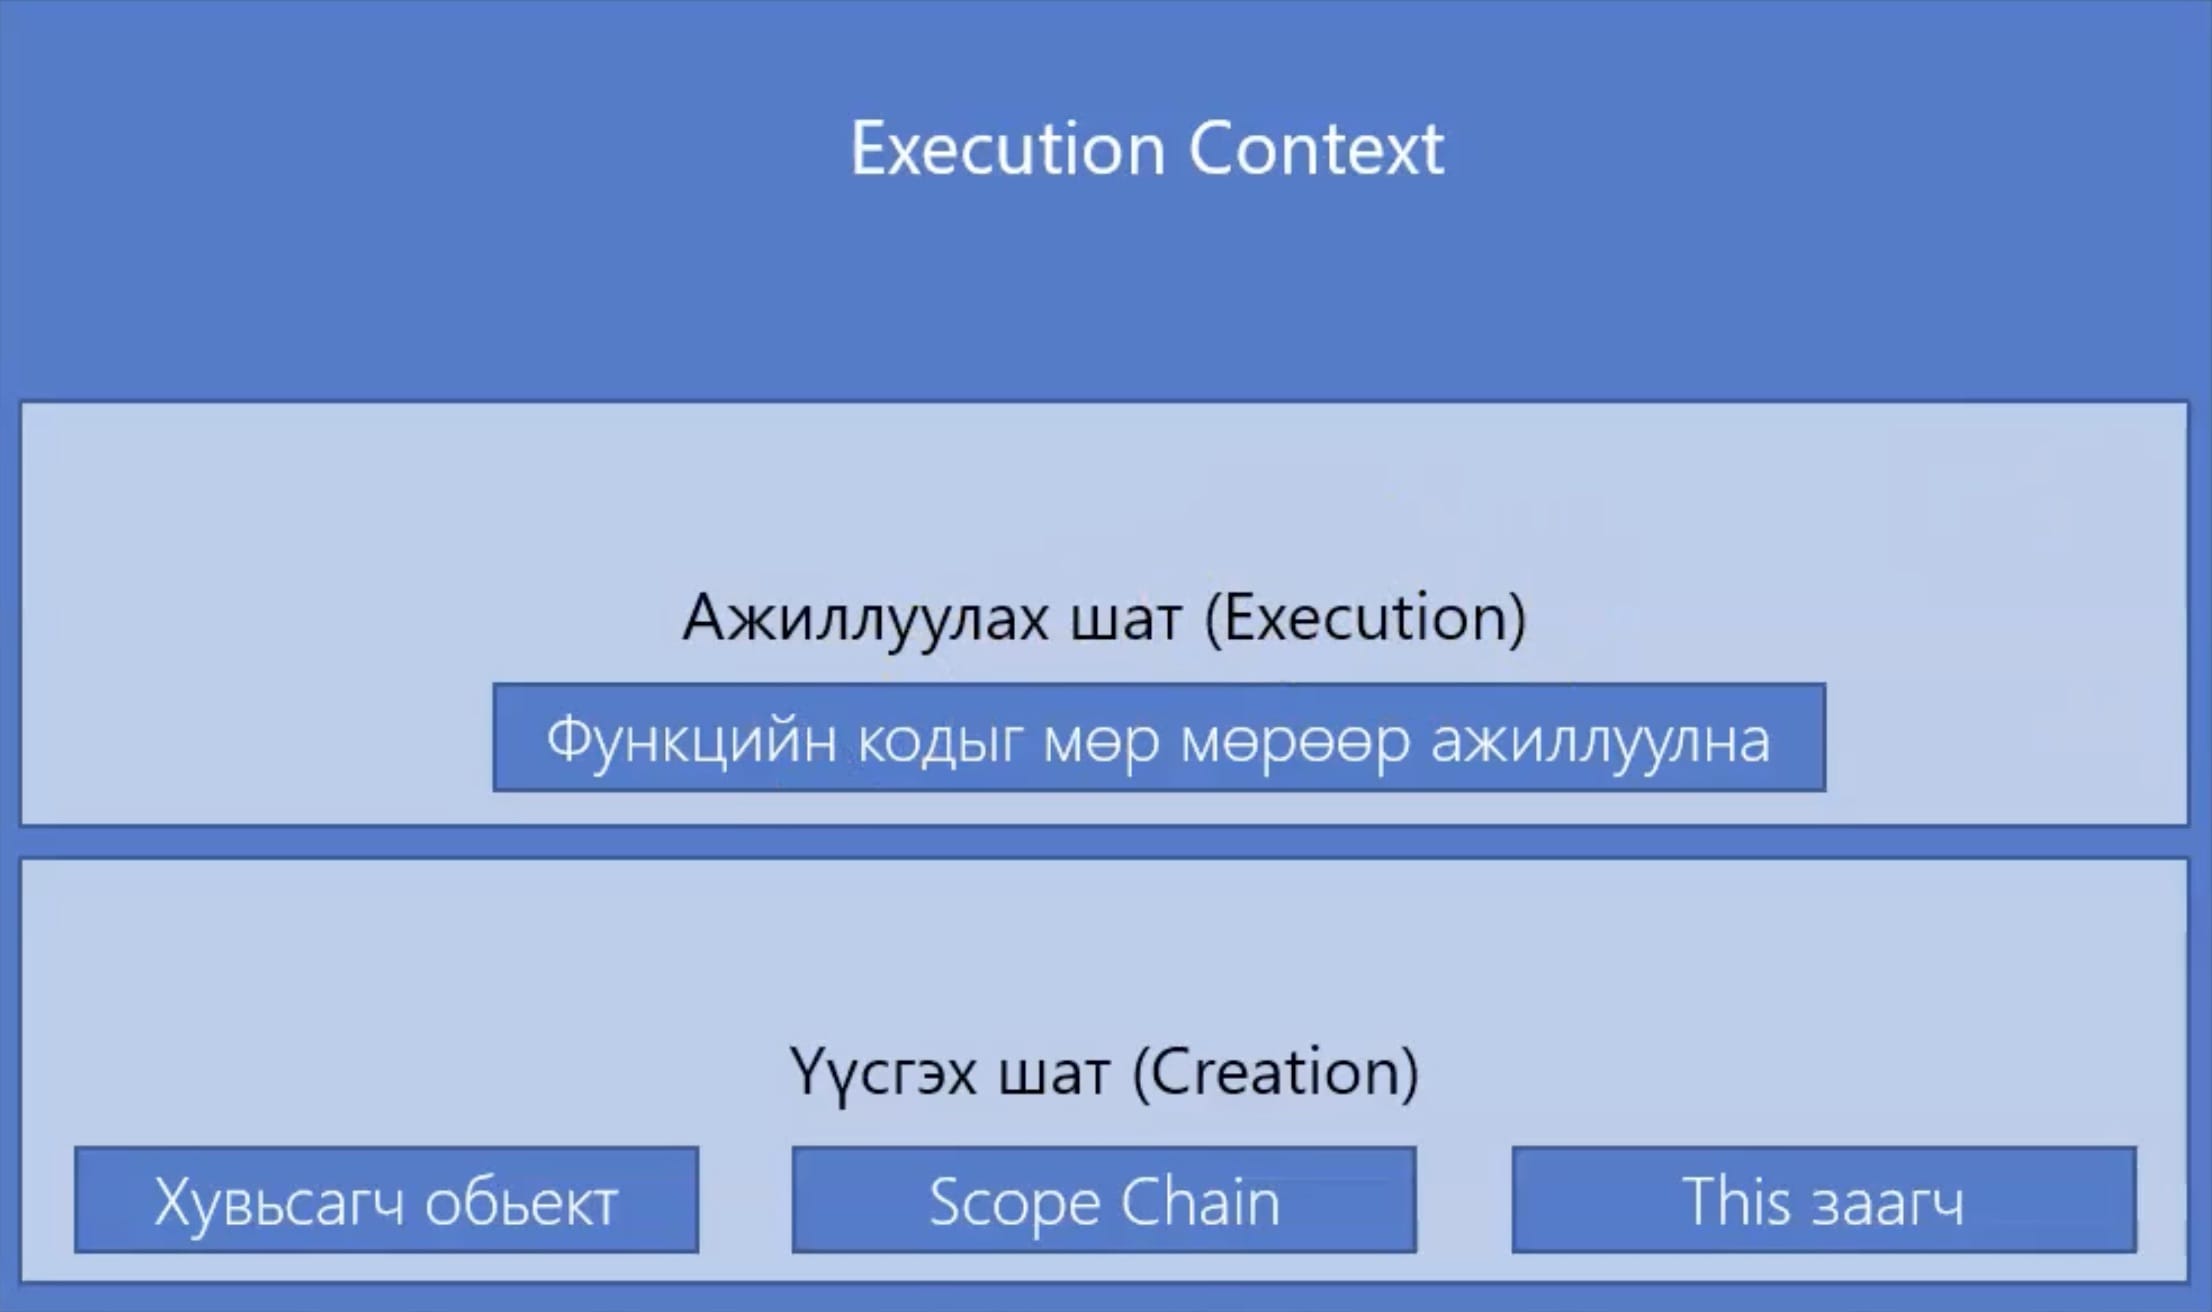 Execution Context
Ажиллуулах шат (Execution)
Функцийн кодыг мөр мөрөөр ажиллуулна
Үүсгэх шат (Creation)
Хувьсагч обьект
Scope Chain
This заагч